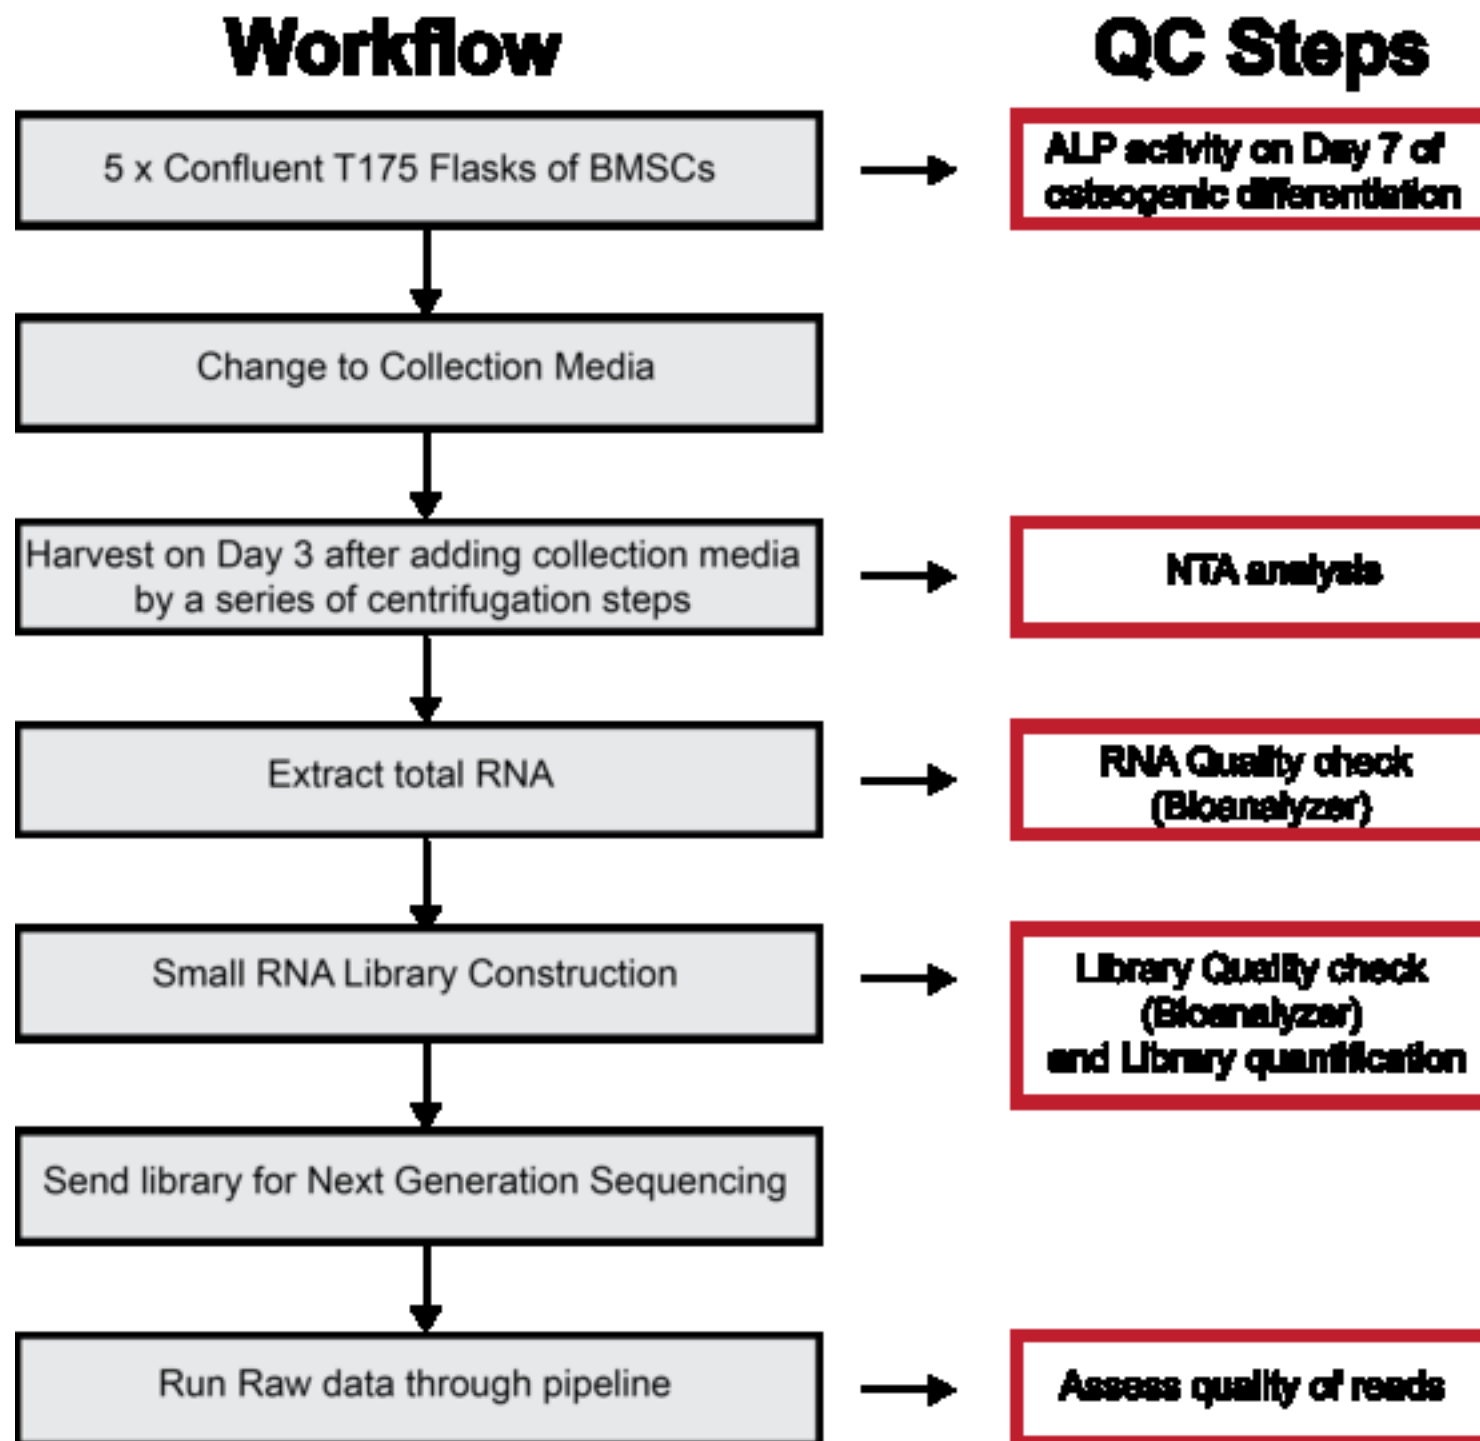 Workflow
QC Steps
5 x Confluent T175 Flasks of BMSCs
ALP activity on Day 7 of
osteogenic differentiation
Change to Collection Media
Harvest on Day 3 after adding collection media
by a series of centrifugation steps
NTA analysis
Extract total RNA
RNA Quality check
(Bioanalyzer)
Small RNA Library Construction
Library Quality check
(Bioanalyzer)
and Library quantification
Send library for Next Generation Sequencing
Run Raw data through pipeline
Assess quality of reads